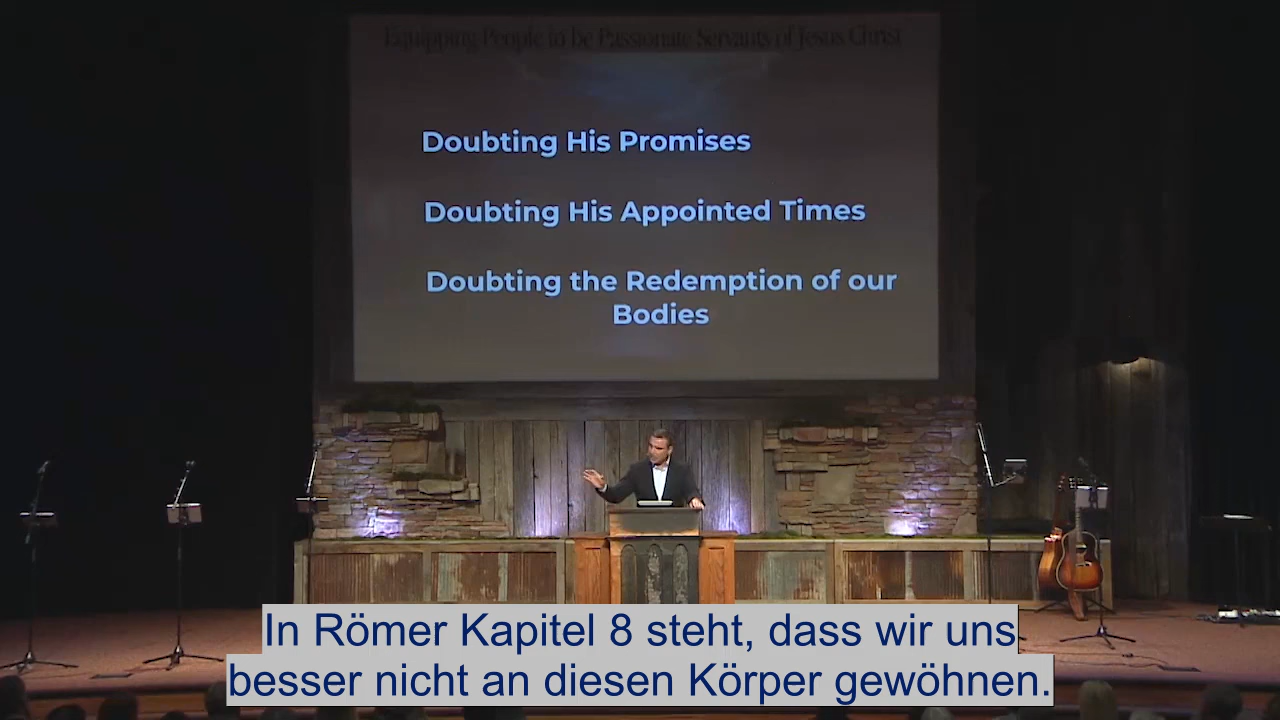 Equipping People to be Passionate Servants of Jesus Christ
Doubting His Promises
Doubting His Appointed Times
Doubting the Redemption of our
Bodies
In Römer Kapitel 8 steht, dass wir uns
besser nicht an diesen Körper gewöhnen.